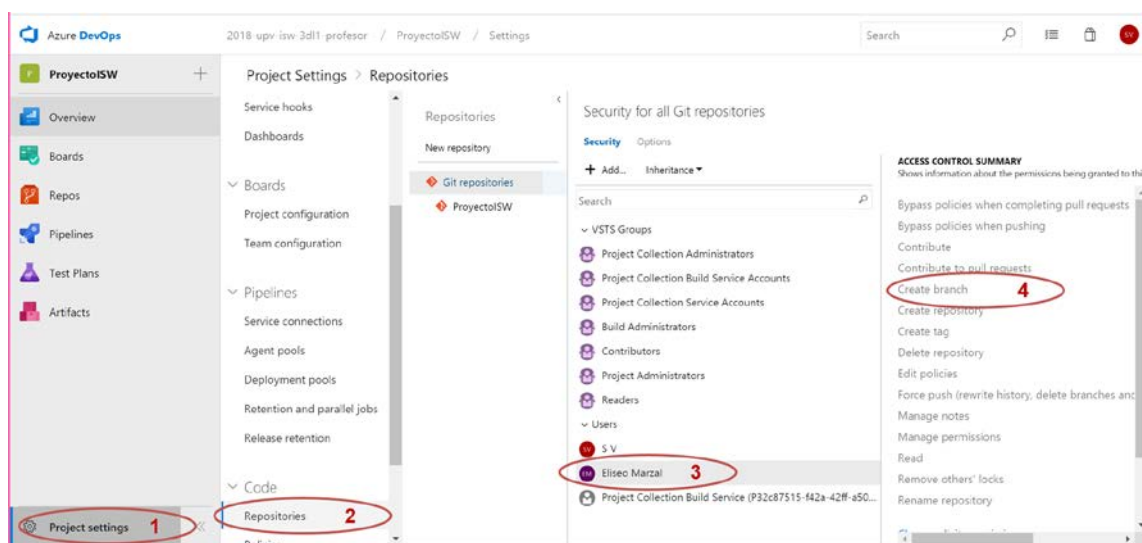 Azure DevOps
2018-upv-isw-3dl1-profesor / ProyectoISW / Settings
Search
SV
P
ProyectoISW
Overview
Boards
Repos
Pipelines
Test Plans
Artifacts
Project settings
1
Project Settings > Repositories
Service hooks
Dashboards
Boards
Project configuration
Team configuration
Pipelines
Service connections
Agent pools
Deployment pools
Retention and parallel jobs
Release retention
Code
Repositories
2
Repositories
New repository
Git repositories
ProyectoISW
Security for all Git repositories
Security Options
+ Add... Inheritance
Search
VSTS Groups
Project Collection Administrators
Project Collection Build Service Accounts
Project Collection Service Accounts
Build Administrators
Contributors
Project Administrators
Readers
Users
SV S V
EM Eliseo Marzal 3
Project Collection Build Service (P32c87515-f42a-42ff-a50...
ACCESS CONTROL SUMMARY
Shows information about the permissions being granted to thi
Bypass policies when completing pull requests
Bypass policies when pushing
Contribute
Contribute to pull requests
Create branch
4
Create repository
Create tag
Delete repository
Edit policies
Force push (rewrite history, delete branches and
Manage notes
Manage permissions
Read
Remove others' locks
Rename repository